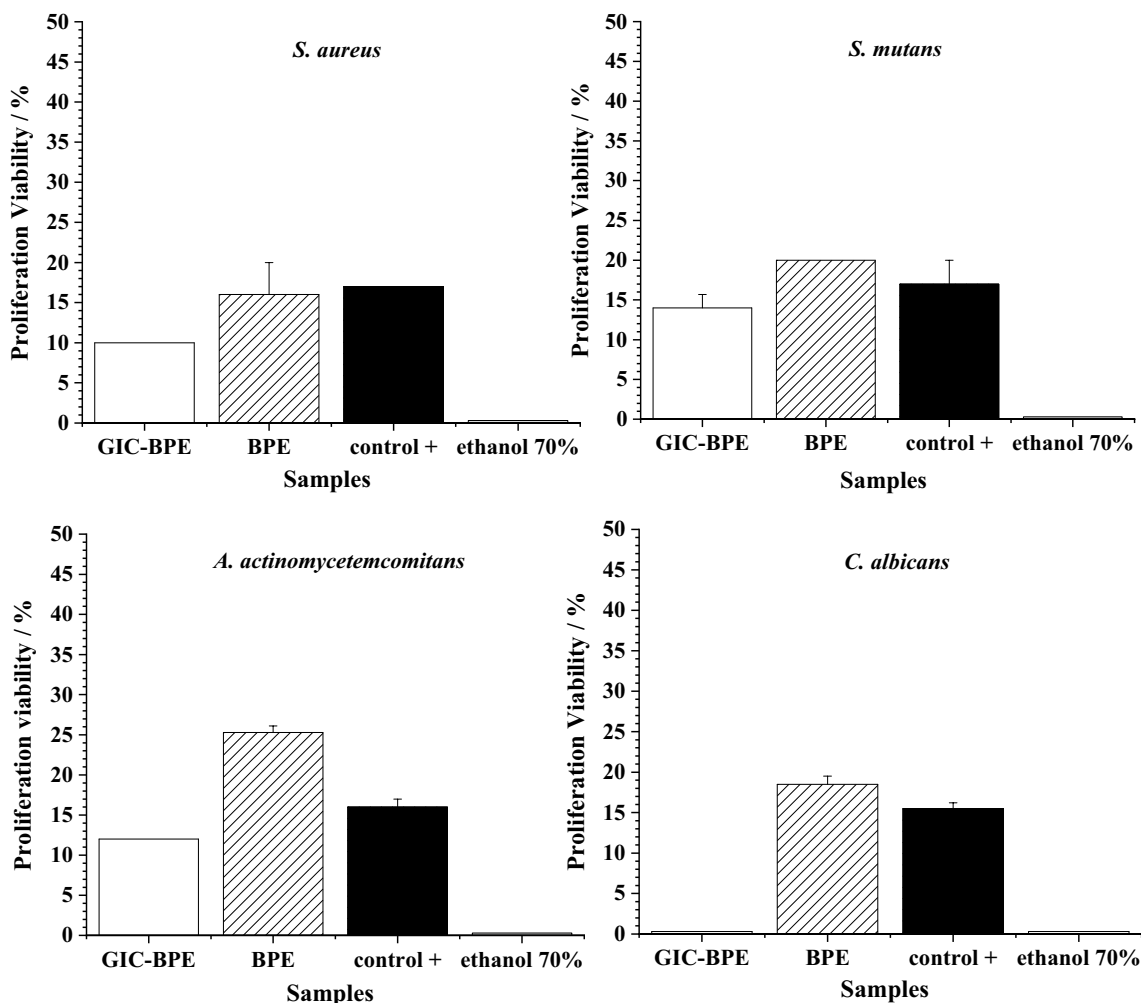 S. aureus
Proliferation Viability / %
50
45
40
35
30
25
20
15
10
5
0
GIC-BPE BPE control + ethanol 70%
Samples
S. mutans
Proliferation Viability / %
50
45
40
35
30
25
20
15
10
5
0
GIC-BPE BPE control + ethanol 70%
Samples
A. actinomycetemcomitans
Proliferation viability / %
50
45
40
35
30
25
20
15
10
5
0
GIC-BPE BPE control + ethanol 70%
Samples
C. albicans
Proliferation Viability / %
50
45
40
35
30
25
20
15
10
5
0
GIC-BPE BPE control + ethanol 70%
Samples